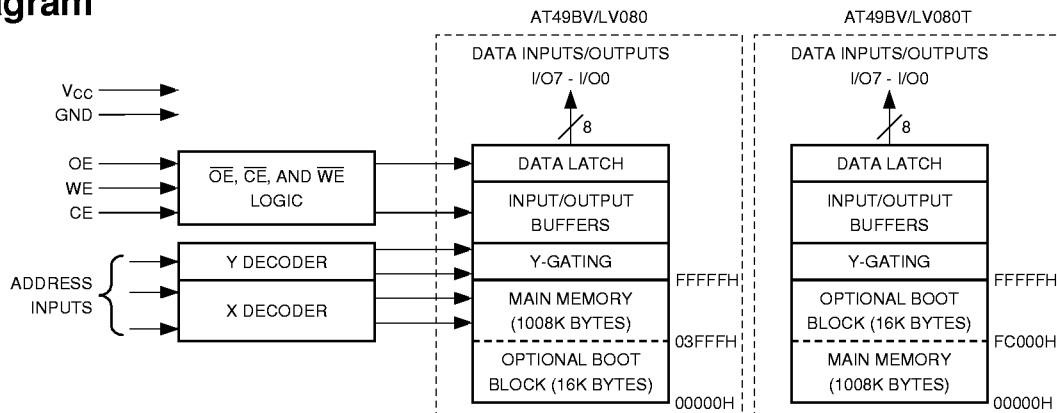 agram
AT49BV/LV080
AT49BV/LV080T
DATA INPUTS/OUTPUTS
I/O7 - I/O0
8
DATA INPUTS/OUTPUTS
I/O7 - I/O0
8
VCC
GND
OE
WE
CE
OE, CE, AND WE
LOGIC
ADDRESS
INPUTS
Y DECODER
X DECODER
DATA LATCH
INPUT/OUTPUT
BUFFERS
Y-GATING
MAIN MEMORY
(1008K BYTES)
OPTIONAL BOOT
BLOCK (16K BYTES)
FFFFFH
03FFFH
00000H
DATA LATCH
INPUT/OUTPUT
BUFFERS
Y-GATING
OPTIONAL BOOT
BLOCK (16K BYTES)
MAIN MEMORY
(1008K BYTES)
FFFFFH
FC000H
00000H